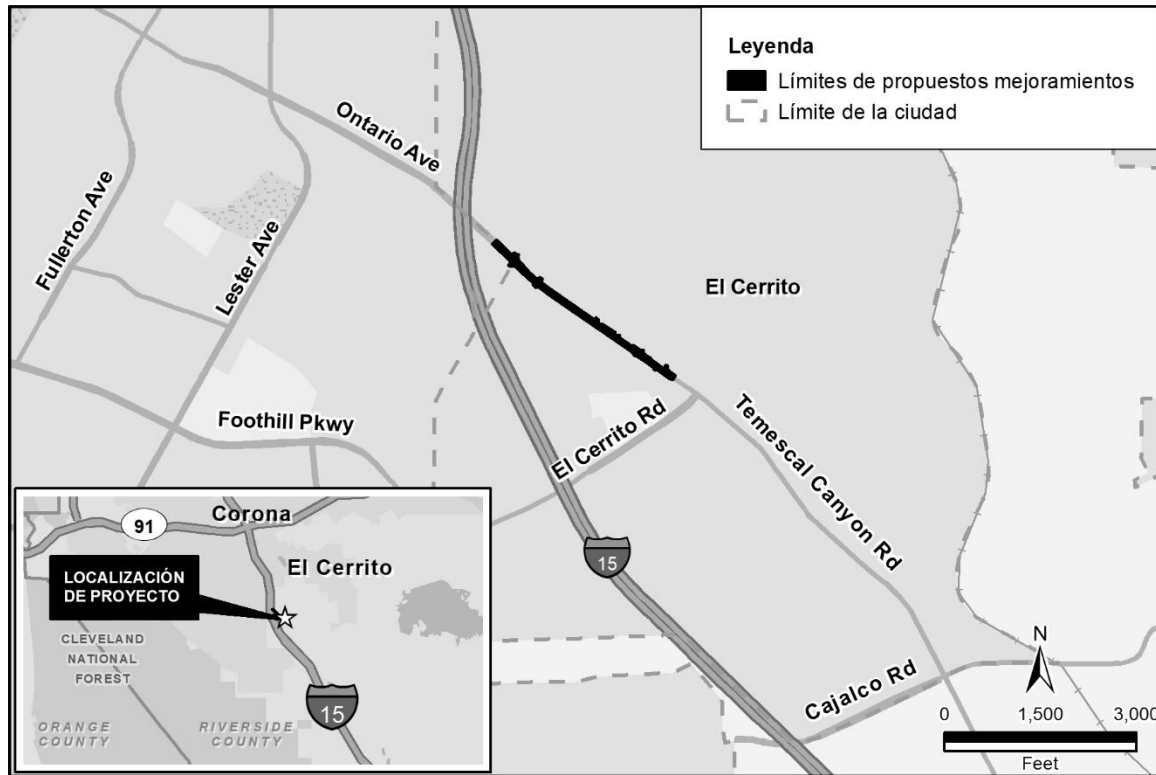 Leyenda
Límites de propuestos mejoramientos
Límite de la ciudad
Ontario Ave
Fullerton Ave
Lester Ave
El Cerrito
Foothill Pkwy
El Cerrito Rd
Temescal Canyon Rd
15
Cajalco Rd
N
0 1,500 3,000
Feet
91
Corona
El Cerrito
LOCALIZACIÓN
DE PROYECTO
CLEVELAND
NATIONAL
FOREST
15
ORANGE
COUNTY
RIVERSIDE
COUNTY